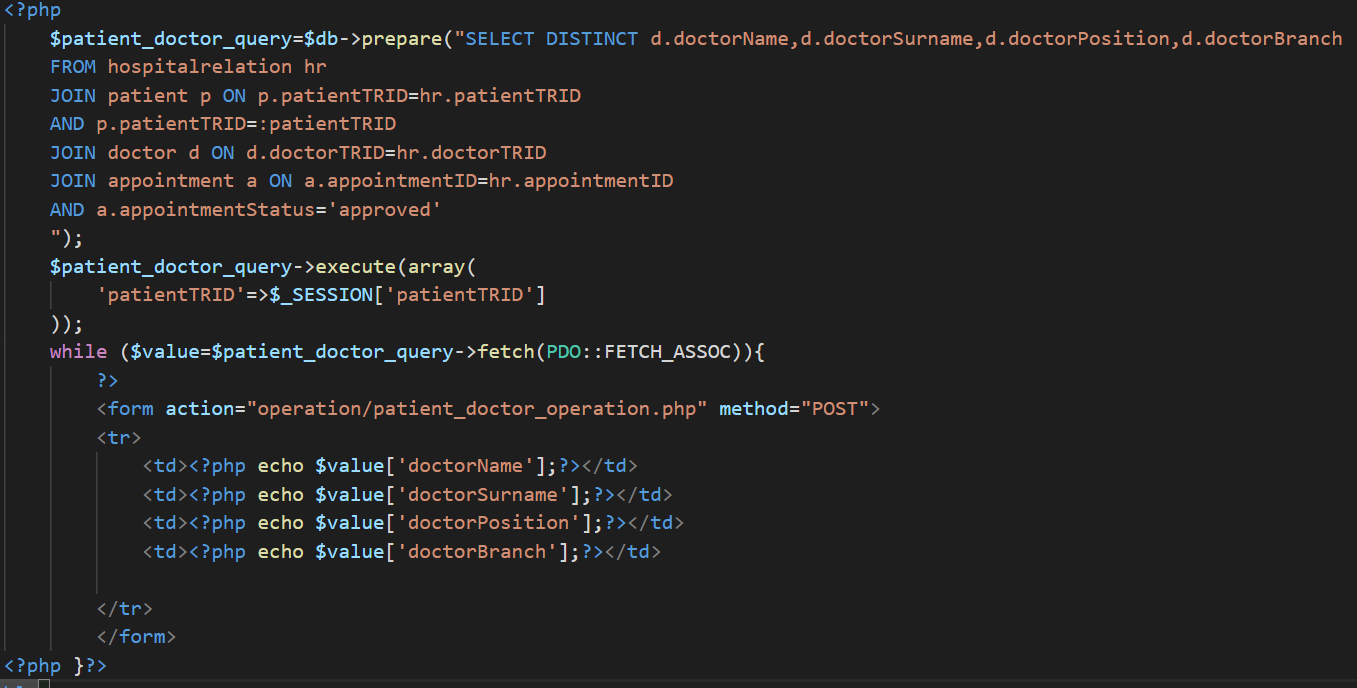 <?php
$patient_doctor_query=$db->prepare("SELECT DISTINCT d.doctorName,d.doctorSurname,d.doctorPosition,d.doctorBranch
FROM hospitalrelation hr
JOIN patient p ON p.patientTRID=hr.patientTRID
AND p.patientTRID=:patientTRID
JOIN doctor d ON d.doctorTRID=hr.doctorTRID
JOIN appointment a ON a.appointmentID=hr.appointmentID
AND a.appointmentStatus='approved'
");
$patient_doctor_query->execute(array(
'patientTRID'=>$_SESSION['patientTRID']
));
while ($value=$patient_doctor_query->fetch(PDO::FETCH_ASSOC)){
?>
<form action="operation/patient_doctor_operation.php" method="POST">
<tr>
<td><?php echo $value['doctorName'];?></td>
<td><?php echo $value['doctorSurname'];?></td>
<td><?php echo $value['doctorPosition'];?></td>
<td><?php echo $value['doctorBranch'];?></td>
</tr>
</form>
<?php }?>